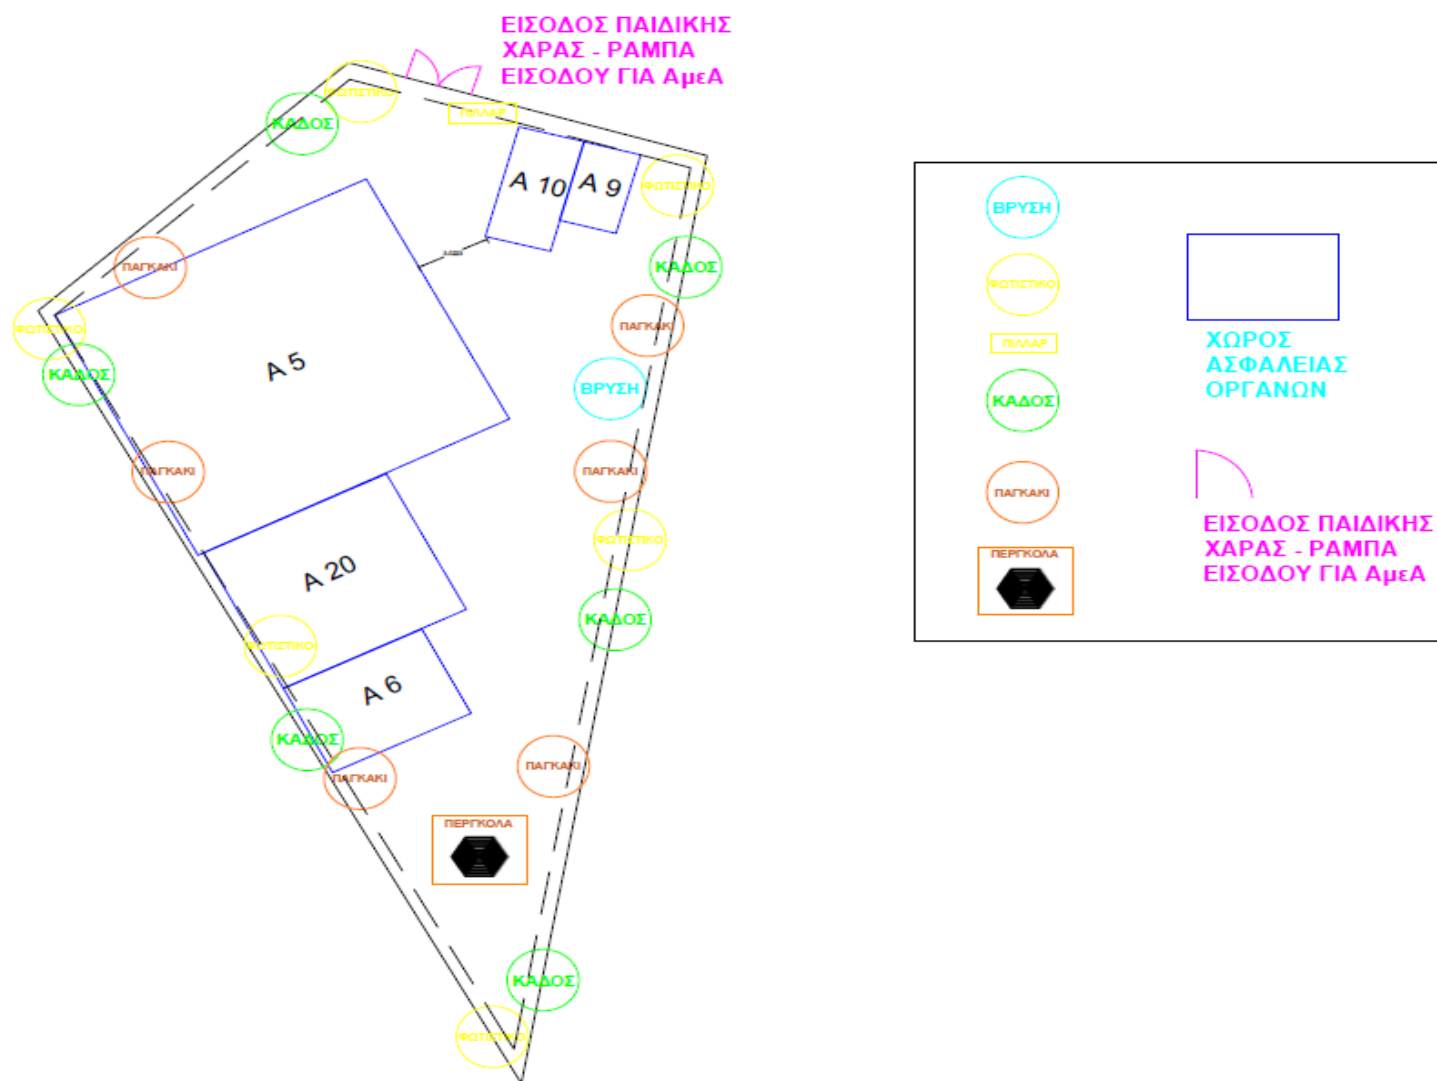 ΕΙΣΟΔΟΣ ΠΑΙΔΙΚΗΣ
ΧΑΡΑΣ - ΡΑΜΠΑ
ΕΙΣΟΔΟΥ ΓΙΑ ΑμεΑ
ΦΩΤΙΣΤΙΚΟ
ΠΙΛΛΑΡ
ΚΑΔΟΣ
Α 10
Α 9
ΦΩΤΙΣΤΙΚΟ
ΠΑΓΚΑΚΙ
ΚΑΔΟΣ
ΦΩΤΙΣΤΙΚΟ
ΠΑΓΚΑΚΙ
Α 5
ΚΑΔΟΣ
ΒΡΥΣΗ
ΠΑΓΚΑΚΙ
ΠΑΓΚΑΚΙ
ΦΩΤΙΣΤΙΚΟ
Α 20
ΚΑΔΟΣ
ΦΩΤΙΣΤΙΚΟ
Α 6
ΚΑΔΟΣ
ΠΑΓΚΑΚΙ
ΠΑΓΚΑΚΙ
ΠΕΡΓΚΟΛΑ
ΚΑΔΟΣ
ΦΩΤΙΣΤΙΚΟ
ΒΡΥΣΗ
ΦΩΤΙΣΤΙΚΟ
ΠΙΛΛΑΡ
ΚΑΔΟΣ
ΠΑΓΚΑΚΙ
ΠΕΡΓΚΟΛΑ
ΧΩΡΟΣ
ΑΣΦΑΛΕΙΑΣ
ΟΡΓΑΝΩΝ
ΕΙΣΟΔΟΣ ΠΑΙΔΙΚΗΣ
ΧΑΡΑΣ - ΡΑΜΠΑ
ΕΙΣΟΔΟΥ ΓΙΑ ΑμεΑ